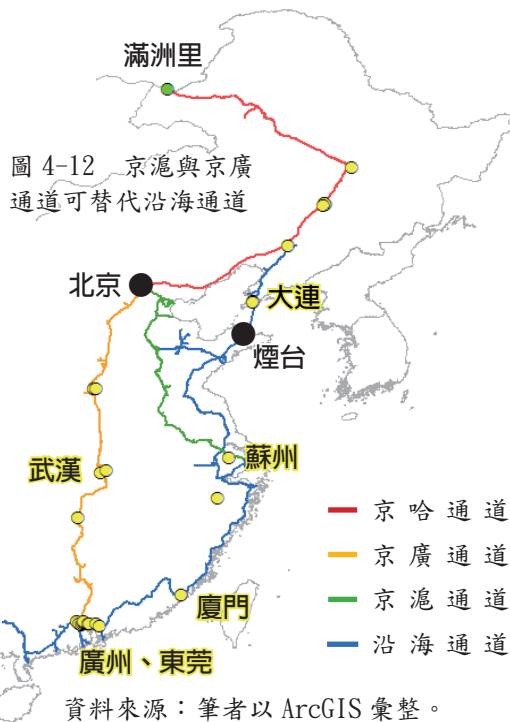 滿洲里
圖 4-12 京滬與京廣
通道可替代沿海通道
北京
大連
煙台
武漢
蘇州
京哈通道
京廣通道
京滬通道
沿海通道
廈門
廣州、東莞
資料來源：筆者以 ArcGIS 彙整。